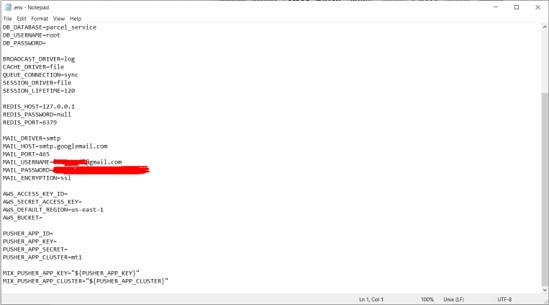 .env - Notepad
File Edit Format View Help
DB_DATABASE=parcel_service
DB_USERNAME=root
DB_PASSWORD=
BROADCAST_DRIVER=log
CACHE_DRIVER=file
QUEUE_CONNECTION=sync
SESSION_DRIVER=file
SESSION_LIFETIME=120
REDIS_HOST=127.0.0.1
REDIS_PASSWORD=null
REDIS_PORT=6379
MAIL_DRIVER=smtp
MAIL_HOST=smtp.googlemail.com
MAIL_PORT=465
MAIL_USERNAME=@gmail.com
MAIL_PASSWORD=
MAIL_ENCRYPTION=ssl
AWS_ACCESS_KEY_ID=
AWS_SECRET_ACCESS_KEY=
AWS_DEFAULT_REGION=us-east-1
AWS_BUCKET=
PUSHER_APP_ID=
PUSHER_APP_KEY=
PUSHER_APP_SECRET=
PUSHER_APP_CLUSTER=mt1
MIX_PUSHER_APP_KEY="${PUSHER_APP_KEY}"
MIX_PUSHER_APP_CLUSTER="${PUSHER_APP_CLUSTER}"
Ln 1, Col 1 100% Unix (LF) UTF-8